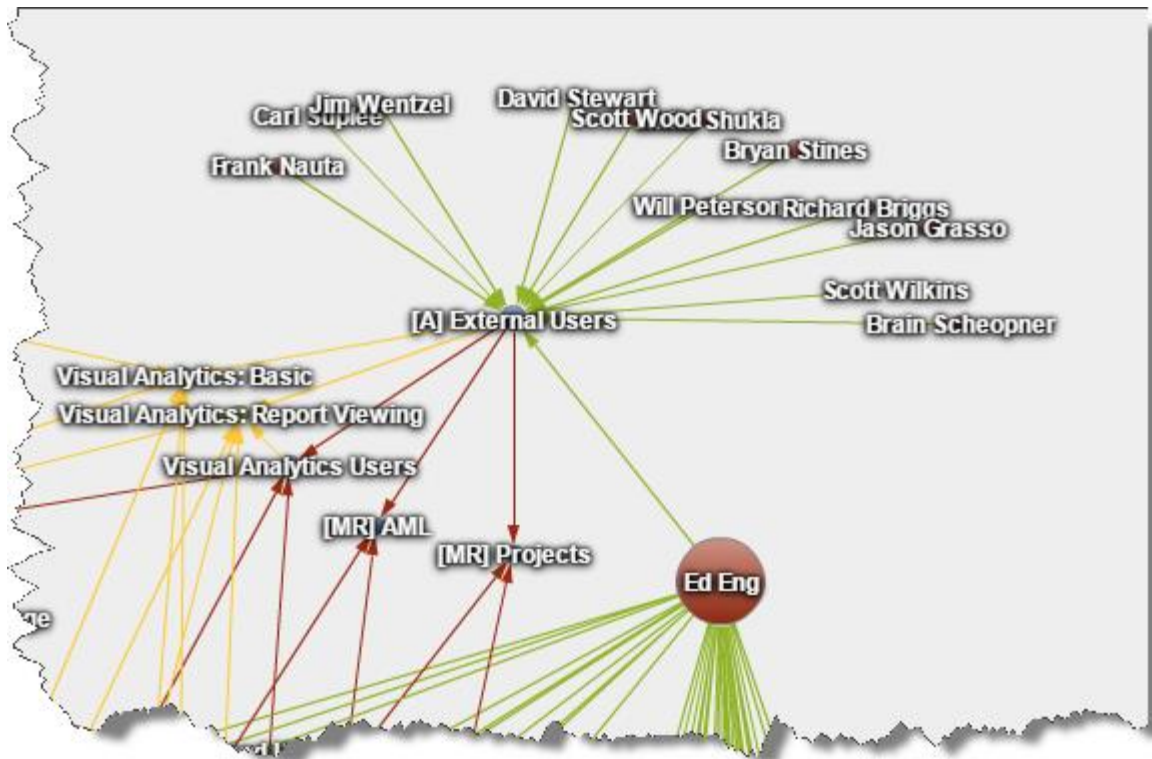 Jim Wentzel
Carl Suplee
David Stewart
Scott Wood
Shukla
Bryan Stines
Frank Nauta
Will Peterson
Richard Briggs
Jason Grasso
Scott Wilkins
[A] External Users
Brain Scheopner
Visual Analytics: Basic
Visual Analytics: Report Viewing
Visual Analytics Users
[MR] AML
[MR] Projects
Ed Eng
ge